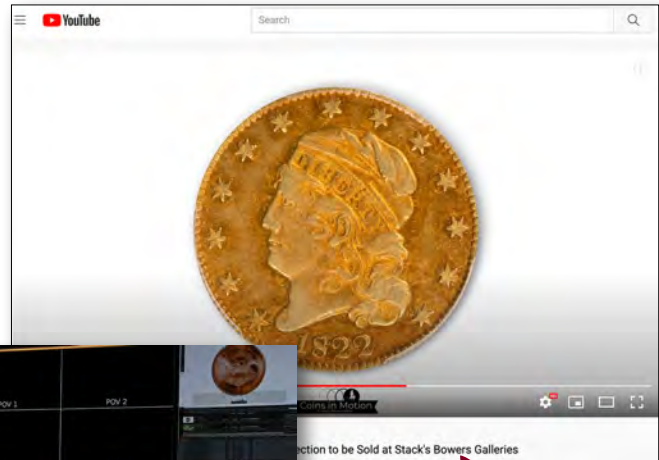 YouTube
Search
LIBERTY
1822
POV 1
POV 2
Coins in Motion
ection to be Sold at Stack's Bowers Galleries